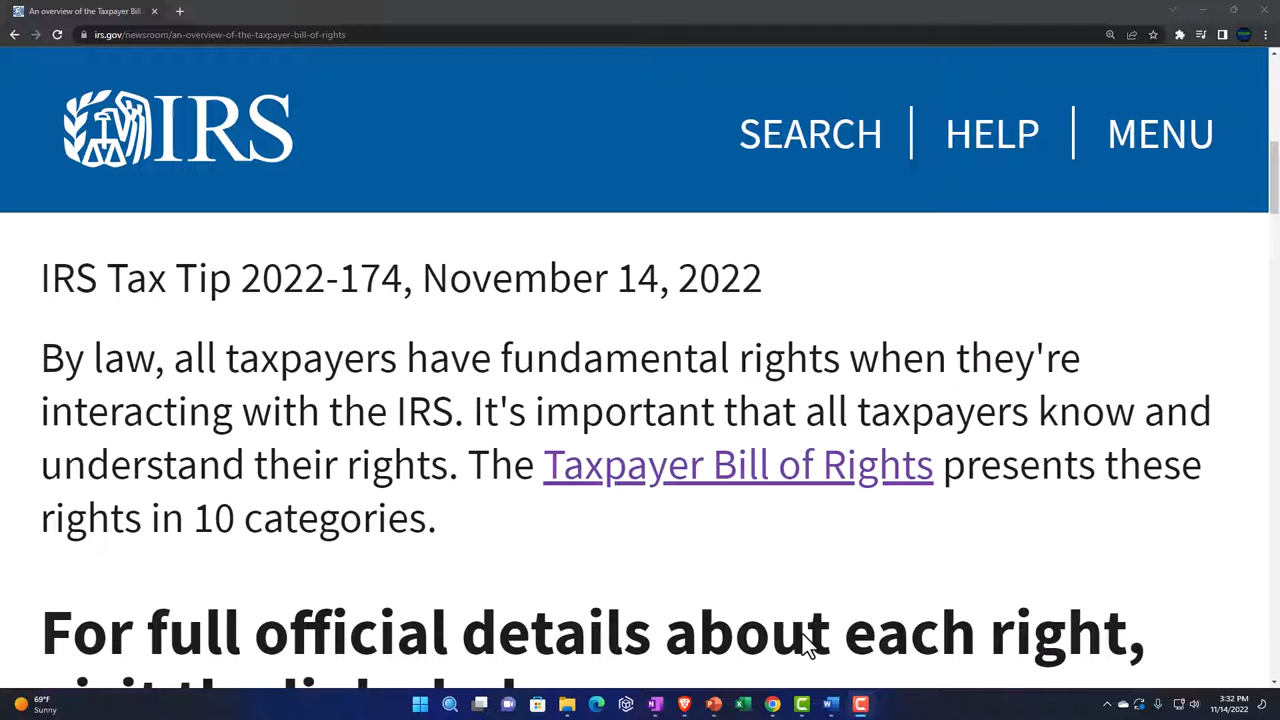 An overview of the Taxpayer Bill
irs.gov/newsroom/an-overview-of-the-taxpayer-bill-of-rights
IRS
SEARCH
HELP
MENU
IRS Tax Tip 2022-174, November 14, 2022
By law, all taxpayers have fundamental rights when they're
interacting with the IRS. It's important that all taxpayers know and
understand their rights. The Taxpayer Bill of Rights presents these
rights in 10 categories.
For full official details about each right,
69°F
Sunny
3:32 PM
11/14/2022